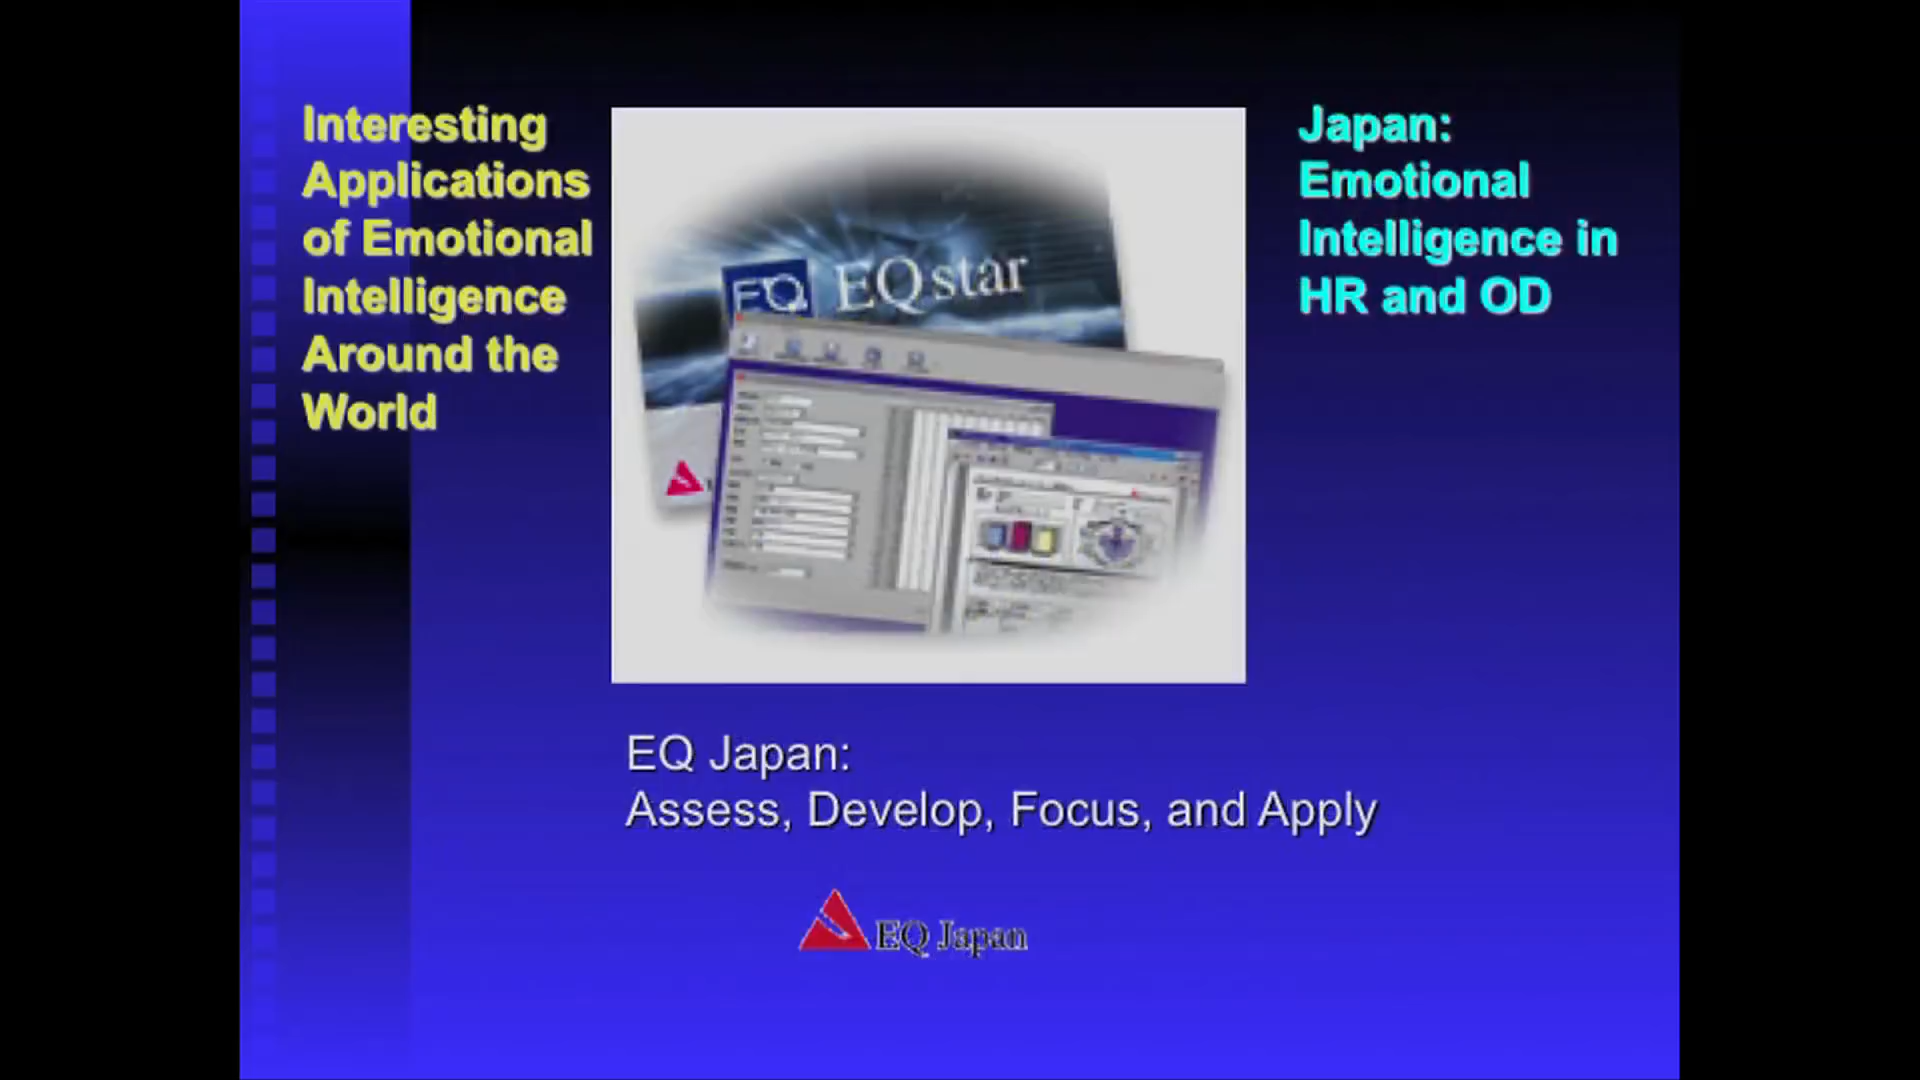 Interesting
Applications
of Emotional
Intelligence
Around the
World
Japan:
Emotional
Intelligence in
HR and OD
EQ
EQ star
EQ Japan:
Assess, Develop, Focus, and Apply
EQ Japan